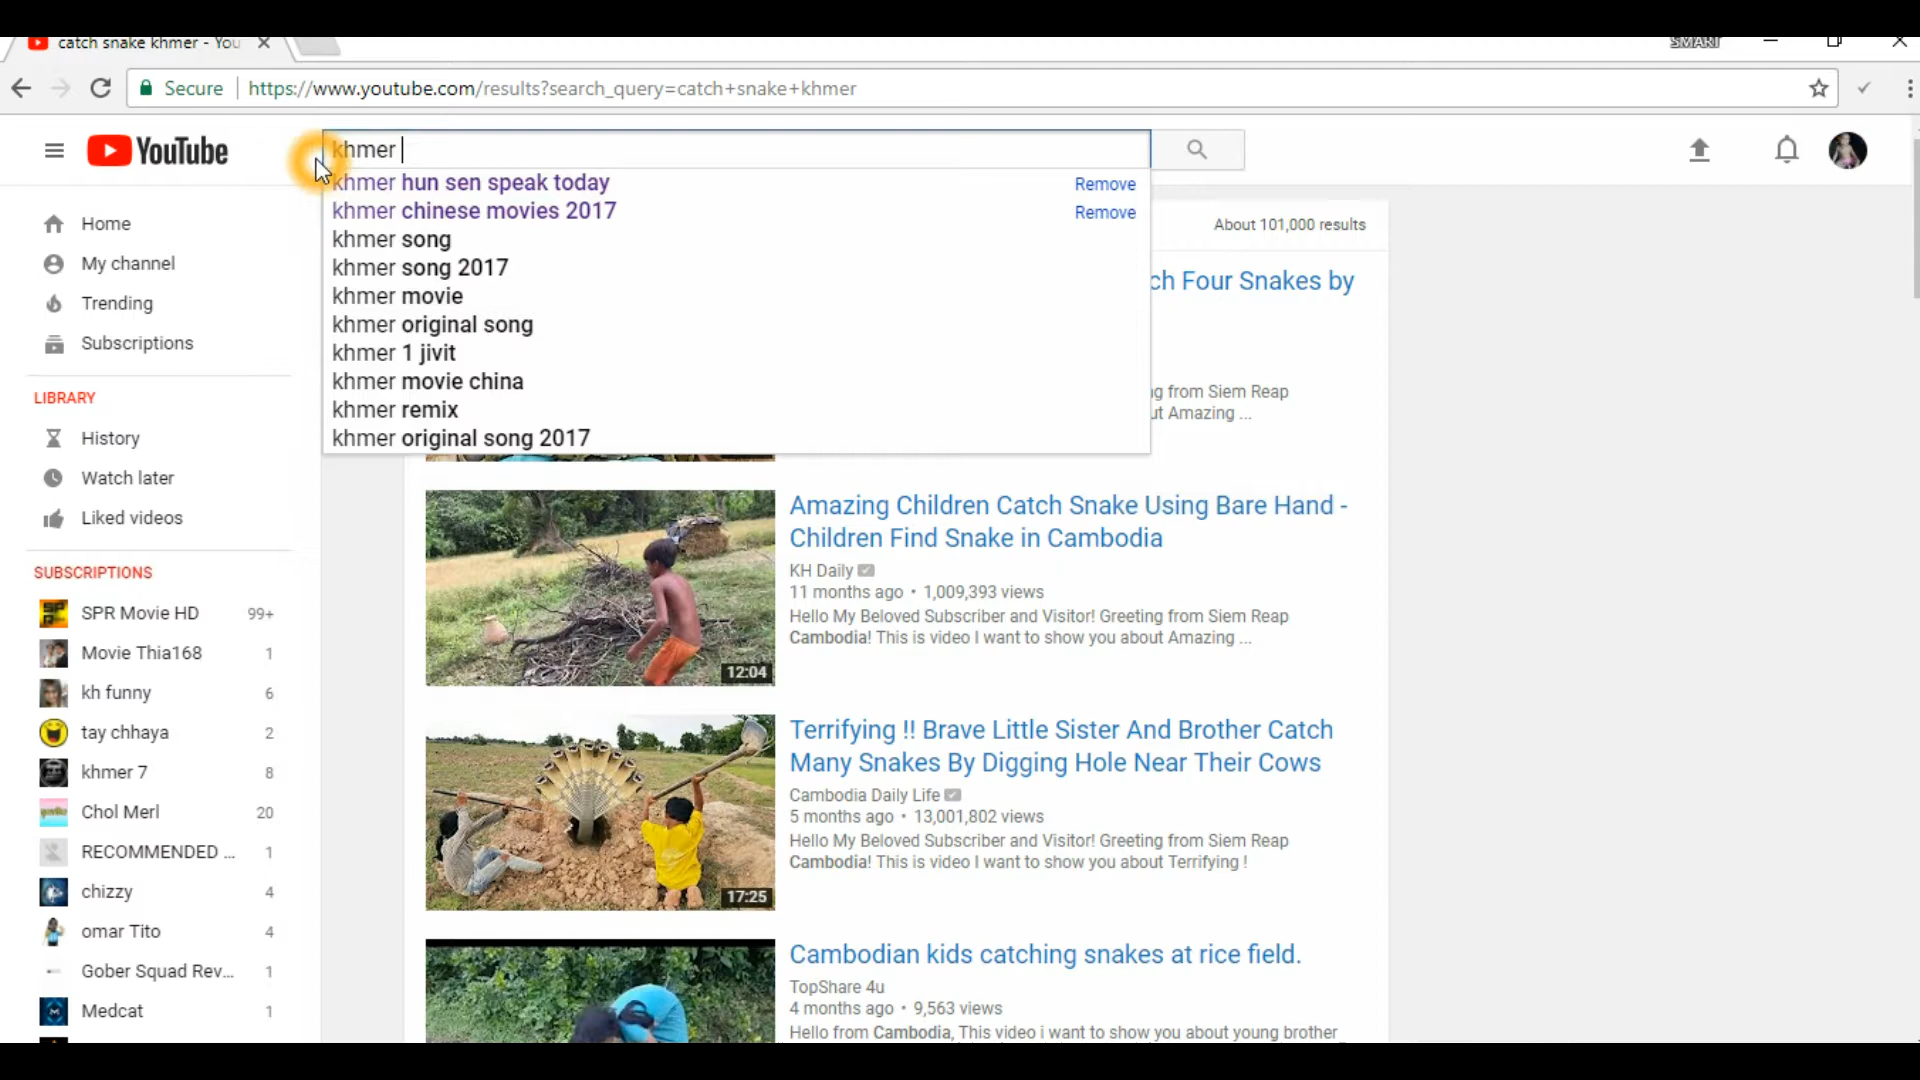 catch snake khmer - You
SMART
Secure
https://www.youtube.com/results?search_query=catch+snake+khmer
YouTube
khmer
khmer hun sen speak today
Remove
khmer chinese movies 2017
Remove
khmer song
khmer song 2017
khmer movie
khmer original song
khmer 1 jivit
khmer movie china
khmer remix
khmer original song 2017
Home
My channel
Trending
Subscriptions
LIBRARY
History
Watch later
Liked videos
SUBSCRIPTIONS
SPR Movie HD 99+
Movie Thia168 1
kh funny 6
tay chhaya 2
khmer 7 8
Chol Merl 20
RECOMMENDED ... 1
chizzy 4
omar Tito 4
Gober Squad Rev... 1
Medcat 1
About 101,000 results
ch Four Snakes by
from Siem Reap
ut Amazing ...
Amazing Children Catch Snake Using Bare Hand -
Children Find Snake in Cambodia
KH Daily
11 months ago • 1,009,393 views
Hello My Beloved Subscriber and Visitor! Greeting from Siem Reap
Cambodia! This is video I want to show you about Amazing ...
12:04
Terrifying !! Brave Little Sister And Brother Catch
Many Snakes By Digging Hole Near Their Cows
Cambodia Daily Life
5 months ago • 13,001,802 views
Hello My Beloved Subscriber and Visitor! Greeting from Siem Reap
Cambodia! This is video I want to show you about Terrifying !
17:25
Cambodian kids catching snakes at rice field.
TopShare 4u
4 months ago • 9,563 views
Hello from Cambodia, This video i want to show you about young brother